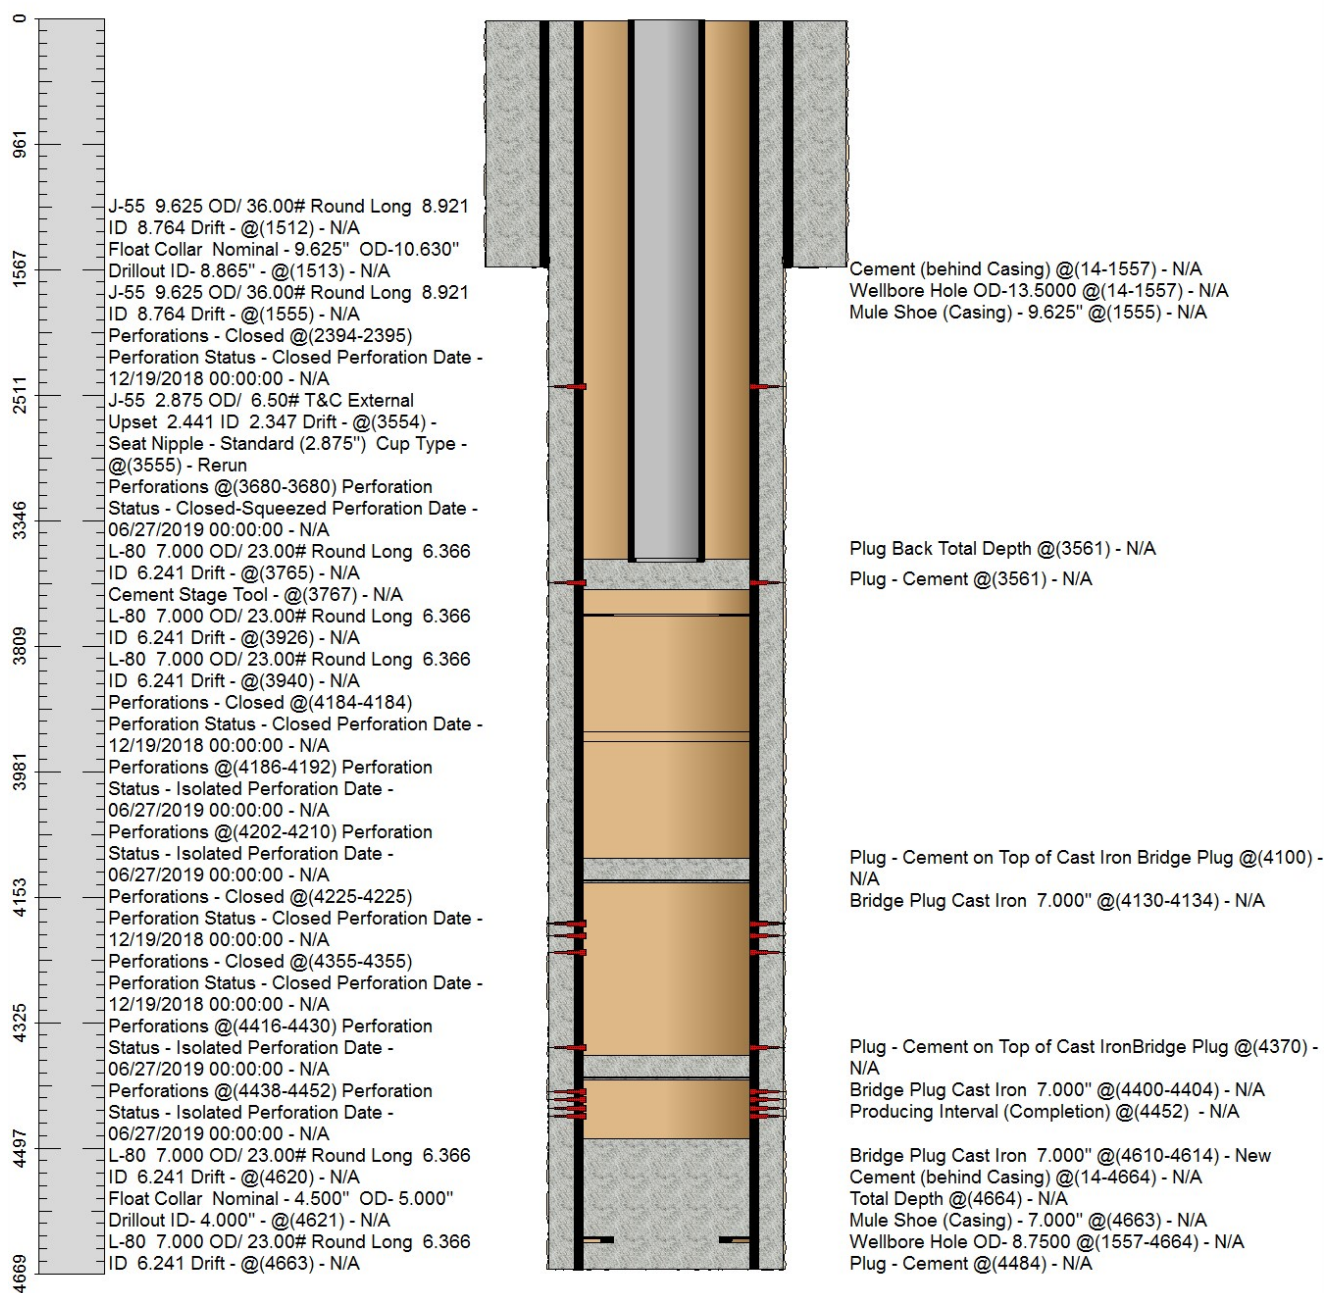 0
961
1567
2511
3346
3809
3981
4153
4325
4497
4669
J-55 9.625 OD/ 36.00# Round Long 8.921
ID 8.764 Drift - @(1512) - N/A
Float Collar Nominal - 9.625" OD-10.630"
Drillout ID- 8.865" - @(1513) - N/A
J-55 9.625 OD/ 36.00# Round Long 8.921
ID 8.764 Drift - @(1555) - N/A
Perforations - Closed @(2394-2395)
Perforation Status - Closed Perforation Date -
12/19/2018 00:00:00 - N/A
J-55 2.875 OD/ 6.50# T&C External
Upset 2.441 ID 2.347 Drift - @(3554) -
Seat Nipple - Standard (2.875") Cup Type -
@(3555) - Rerun
Perforations @(3680-3680) Perforation
Status - Closed-Squeezed Perforation Date -
06/27/2019 00:00:00 - N/A
L-80 7.000 OD/ 23.00# Round Long 6.366
ID 6.241 Drift - @(3765) - N/A
Cement Stage Tool - @(3767) - N/A
L-80 7.000 OD/ 23.00# Round Long 6.366
ID 6.241 Drift - @(3926) - N/A
L-80 7.000 OD/ 23.00# Round Long 6.366
ID 6.241 Drift - @(3940) - N/A
Perforations - Closed @(4184-4184)
Perforation Status - Closed Perforation Date -
12/19/2018 00:00:00 - N/A
Perforations @(4186-4192) Perforation
Status - Isolated Perforation Date -
06/27/2019 00:00:00 - N/A
Perforations @(4202-4210) Perforation
Status - Isolated Perforation Date -
06/27/2019 00:00:00 - N/A
Perforations - Closed @(4225-4225)
Perforation Status - Closed Perforation Date -
12/19/2018 00:00:00 - N/A
Perforations - Closed @(4355-4355)
Perforation Status - Closed Perforation Date -
12/19/2018 00:00:00 - N/A
Perforations @(4416-4430) Perforation
Status - Isolated Perforation Date -
06/27/2019 00:00:00 - N/A
Perforations @(4438-4452) Perforation
Status - Isolated Perforation Date -
06/27/2019 00:00:00 - N/A
L-80 7.000 OD/ 23.00# Round Long 6.366
ID 6.241 Drift - @(4620) - N/A
Float Collar Nominal - 4.500" OD- 5.000"
Drillout ID- 4.000" - @(4621) - N/A
L-80 7.000 OD/ 23.00# Round Long 6.366
ID 6.241 Drift - @(4663) - N/A
Cement (behind Casing) @(14-1557) - N/A
Wellbore Hole OD-13.5000 @(14-1557) - N/A
Mule Shoe (Casing) - 9.625" @(1555) - N/A
Plug Back Total Depth @(3561) - N/A
Plug - Cement @(3561) - N/A
Plug - Cement on Top of Cast Iron Bridge Plug @(4100) -
N/A
Bridge Plug Cast Iron 7.000" @(4130-4134) - N/A
Plug - Cement on Top of Cast IronBridge Plug @(4370) -
N/A
Bridge Plug Cast Iron 7.000" @(4400-4404) - N/A
Producing Interval (Completion) @(4452) - N/A
Bridge Plug Cast Iron 7.000" @(4610-4614) - New
Cement (behind Casing) @(14-4664) - N/A
Total Depth @(4664) - N/A
Mule Shoe (Casing) - 7.000" @(4663) - N/A
Wellbore Hole OD- 8.7500 @(1557-4664) - N/A
Plug - Cement @(4484) - N/A